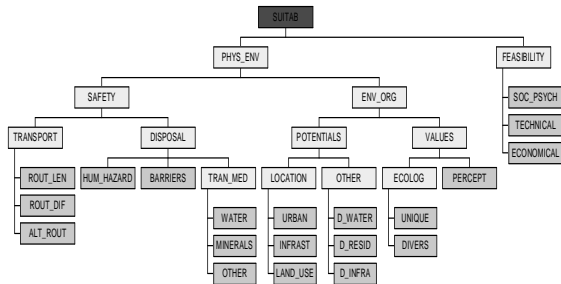 SUITAB
PHYS_ENV
FEASIBILITY
SAFETY
ENV_ORG
SOC_PSYCH
TRANSPORT
DISPOSAL
POTENTIALS
VALUES
TECHNICAL
ECONOMICAL
ROUT_LEN
HUM_HAZARD
BARRIERS
TRAN_MED
LOCATION
OTHER
ECOLOG
PERCEPT
ROUT_DIF
WATER
URBAN
D_WATER
UNIQUE
ALT_ROUT
MINERALS
INFRAST
D_RESID
DIVERS
OTHER
LAND_USE
D_INFRA